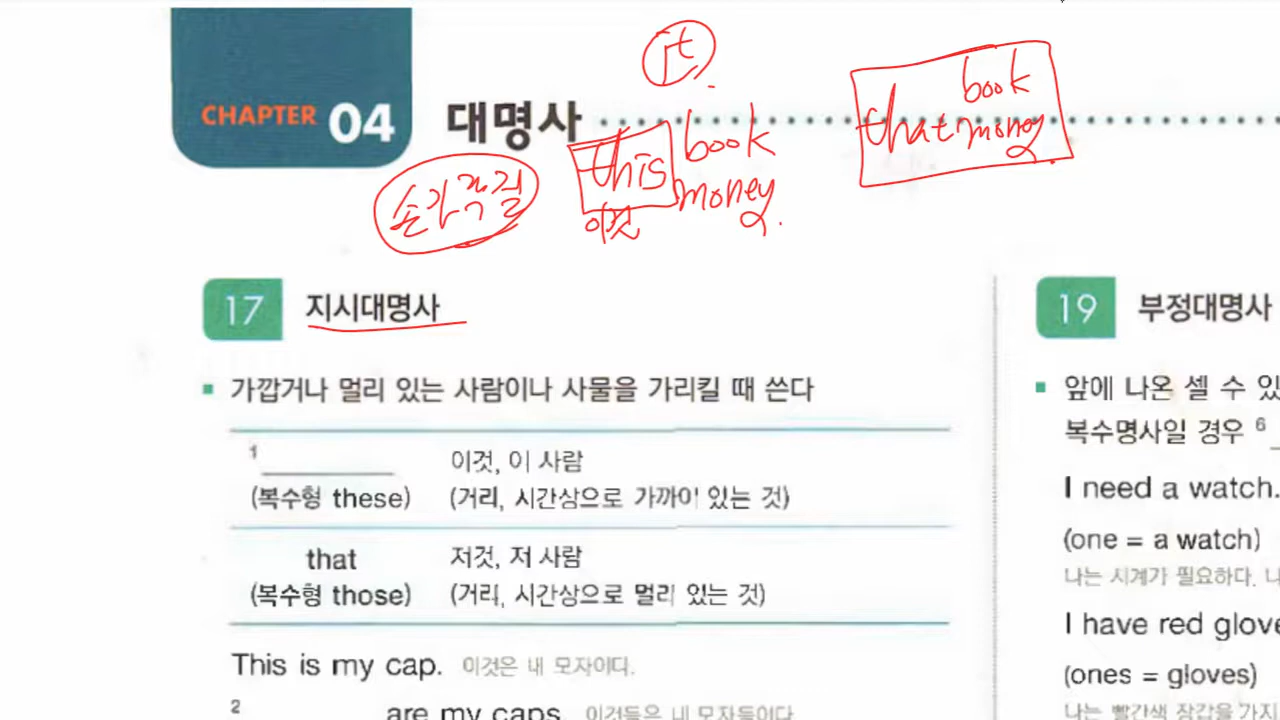 it
book
that money
CHAPTER 04 대명사
this book
money
이것
손가락질
book
17 지시대명사
가깝거나 멀리 있는 사람이나 사물을 가리킬 때 쓴다
1 이것, 이 사람
(복수형 these) (거리, 시간상으로 가까이 있는 것)
that 저것, 저 사람
(복수형 those) (거리, 시간상으로 멀리 있는 것)
This is my cap. 이것은 내 모자이다.
2 are my caps. 이것들은 내 모자들이다.
19 부정대명사
앞에 나온 셀 수 있
복수명사일 경우 6
I need a watch.
(one = a watch)
나는 시계가 필요하다. 나
I have red glove
(ones = gloves)
나는 빨간색 장갑을 가지